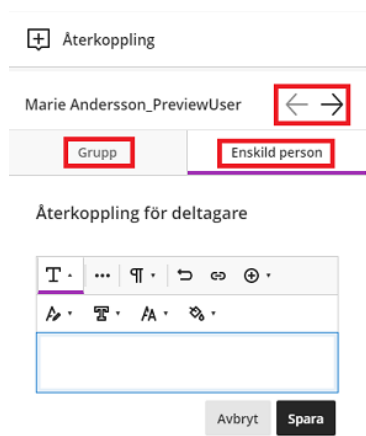 Återkoppling
Marie Andersson_PreviewUser
Grupp
Enskild person
Återkoppling för deltagare
Avbryt
Spara